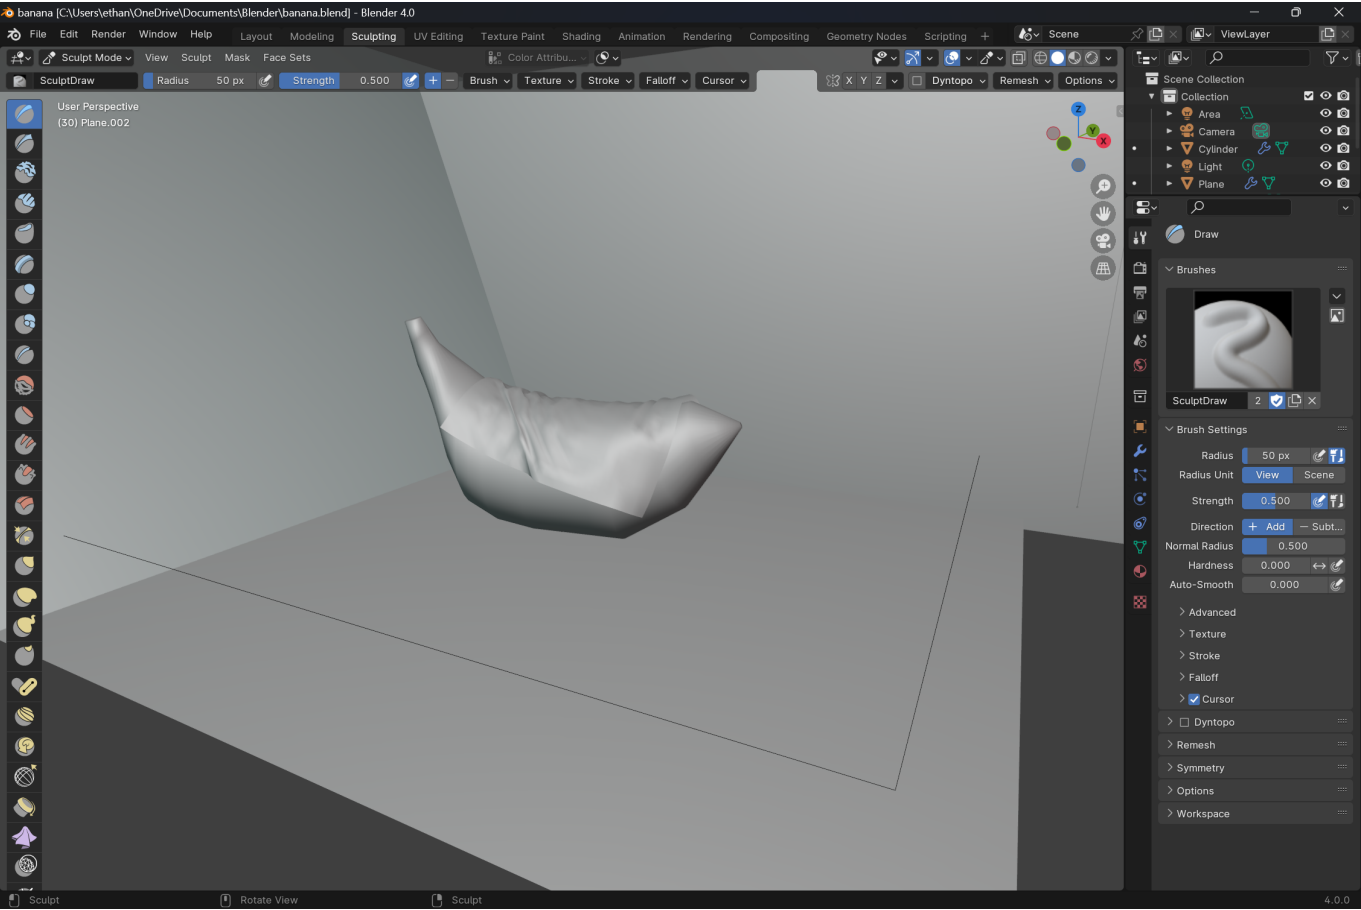 banana [C:\Users\ethan\OneDrive\Documents\Blender\banana.blend] - Blender 4.0
File Edit Render Window Help Layout Modeling Sculpting UV Editing Texture Paint Shading Animation Rendering Compositing Geometry Nodes Scripting + Scene ViewLayer
Sculpt Mode View Sculpt Mask Face Sets Color Attribu...
SculptDraw Radius 50 px Strength 0.500 Brush Texture Stroke Falloff Cursor X Y Z Dyntopo Remesh Options
User Perspective
(30) Plane.002
Z
Y
X
Scene Collection
Collection
Area
Camera
Cylinder
Light
Plane
Draw
Brushes
SculptDraw 2
Brush Settings
Radius 50 px
Radius Unit View Scene
Strength 0.500
Direction + Add — Subt...
Normal Radius 0.500
Hardness 0.000
Auto-Smooth 0.000
Advanced
Texture
Stroke
Falloff
Cursor
Dyntopo
Remesh
Symmetry
Options
Workspace
Sculpt Rotate View Sculpt 4.0.0